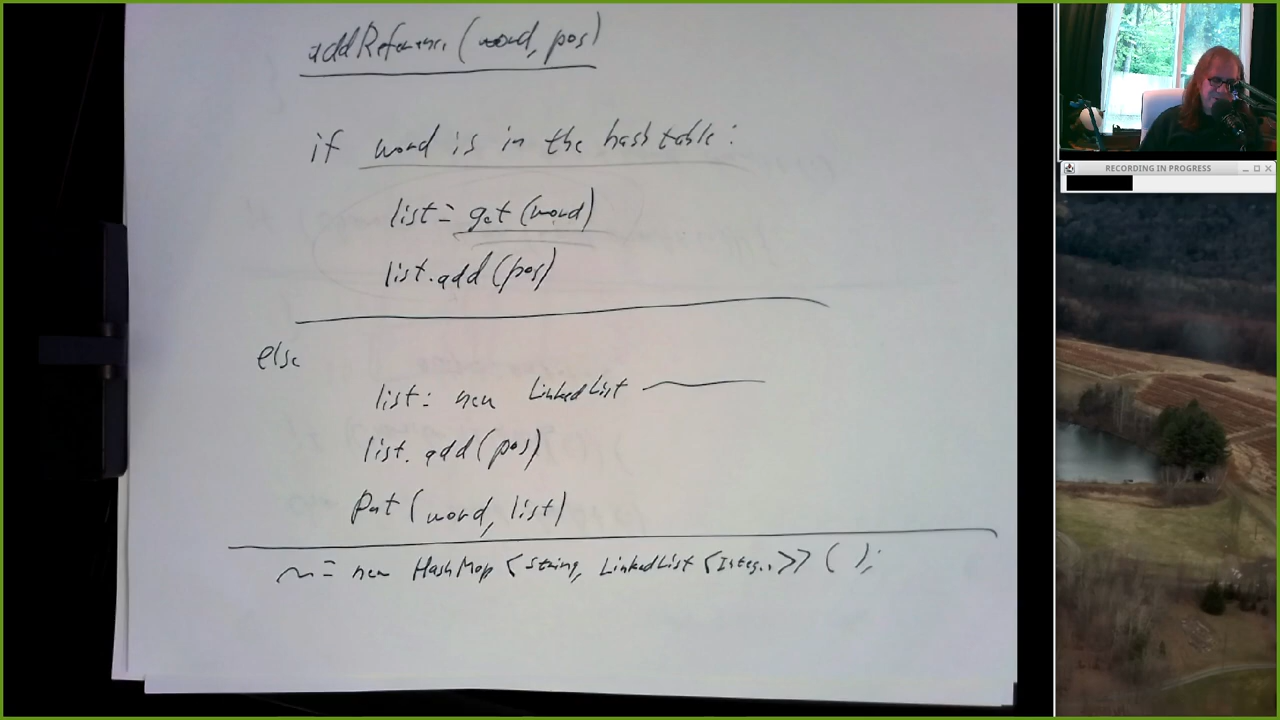 addReference (word, pos)
if word is in the hash table:
list = get (word)
list.add (pos)
else
list = new LinkedList
list.add (pos)
put (word, list)
= new HashMap <String, LinkedList <Integer>> ( );
RECORDING IN PROGRESS